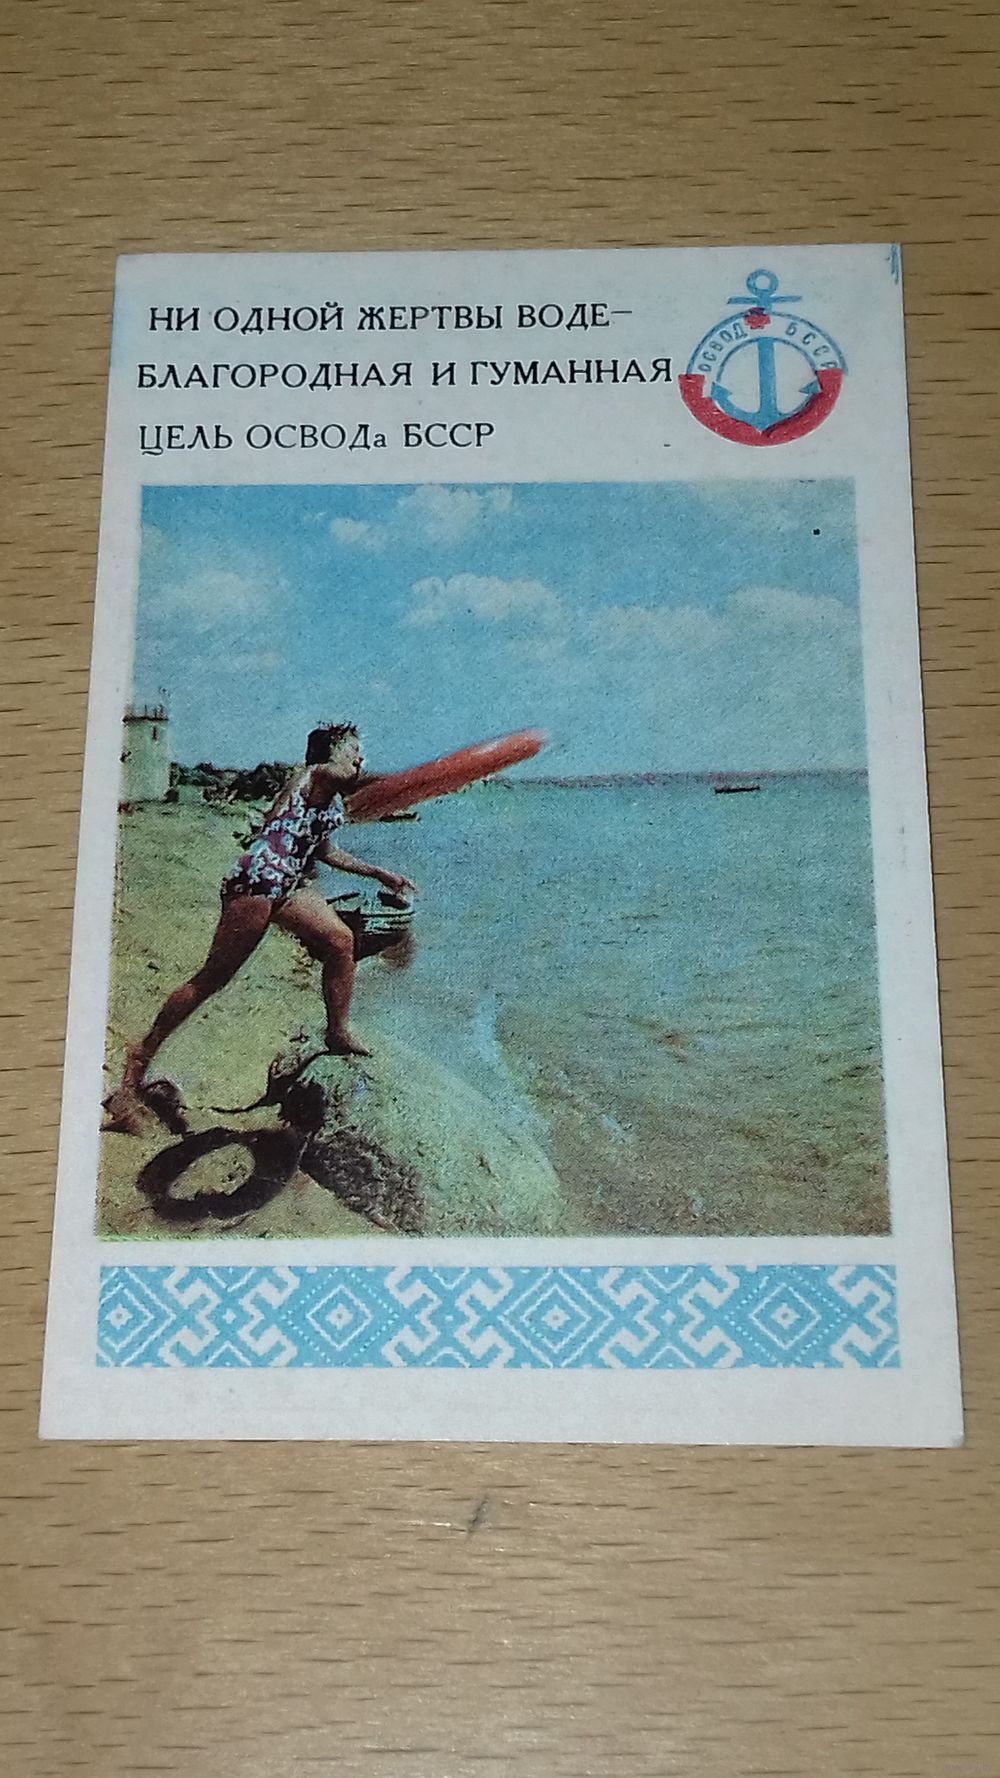 НИ ОДНОЙ ЖЕРТВЫ ВОДЕ—
БЛАГОРОДНАЯ И ГУМАННАЯ
ЦЕЛЬ ОСВОДа БССР
ОСВОД БССР